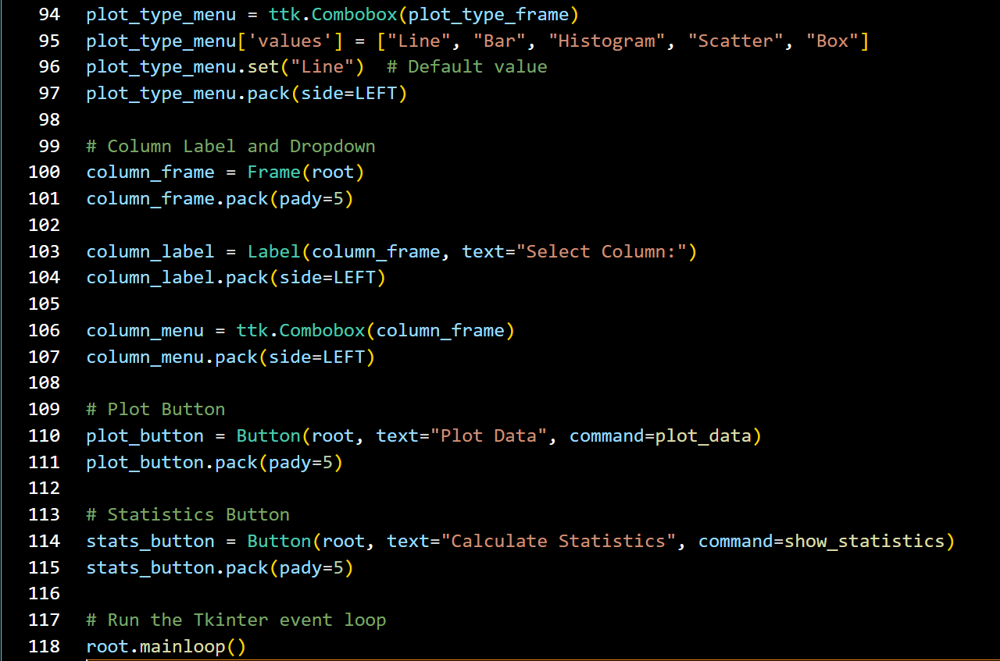 94 plot_type_menu = ttk.Combobox(plot_type_frame)
95 plot_type_menu['values'] = ["Line", "Bar", "Histogram", "Scatter", "Box"]
96 plot_type_menu.set("Line")  # Default value
97 plot_type_menu.pack(side=LEFT)
98
99 # Column Label and Dropdown
100 column_frame = Frame(root)
101 column_frame.pack(pady=5)
102
103 column_label = Label(column_frame, text="Select Column:")
104 column_label.pack(side=LEFT)
105
106 column_menu = ttk.Combobox(column_frame)
107 column_menu.pack(side=LEFT)
108
109 # Plot Button
110 plot_button = Button(root, text="Plot Data", command=plot_data)
111 plot_button.pack(pady=5)
112
113 # Statistics Button
114 stats_button = Button(root, text="Calculate Statistics", command=show_statistics)
115 stats_button.pack(pady=5)
116
117 # Run the Tkinter event loop
118 root.mainloop()